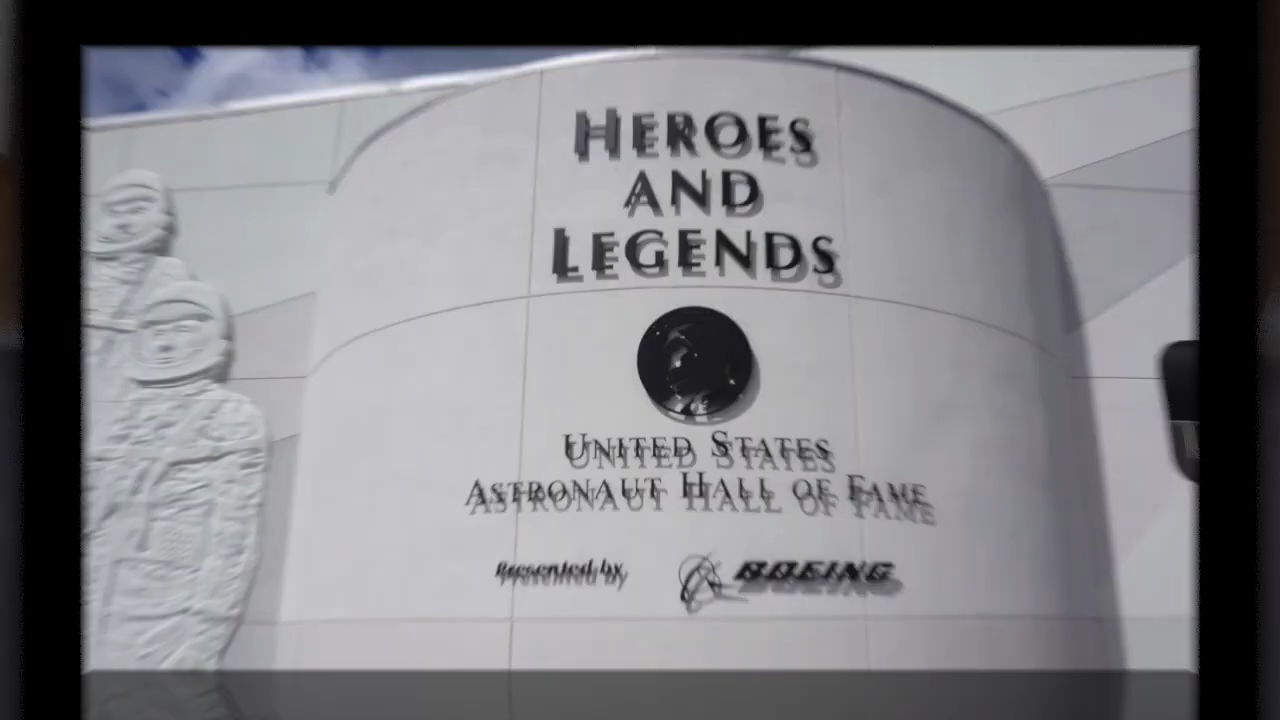 HEROES
AND
LEGENDS
UNITED STATES
ASTRONAUT HALL OF FAME
Presented by BOEING